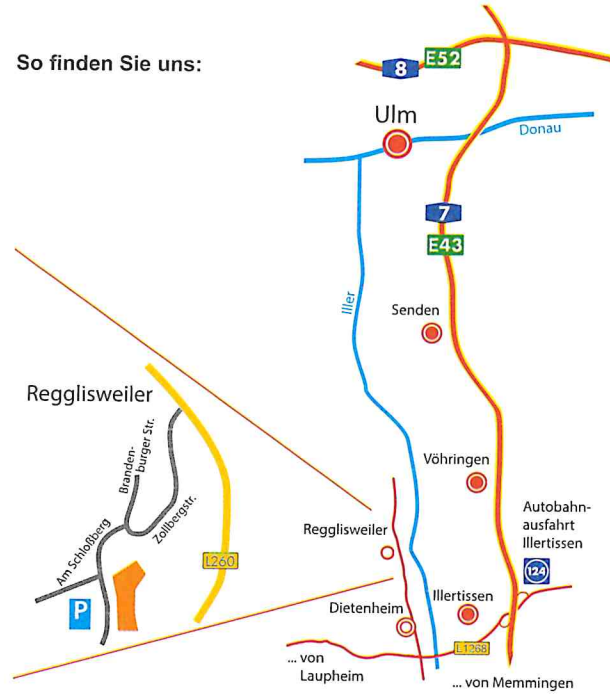 So finden Sie uns:
8
E52
Ulm
Donau
7
E43
Iller
Senden
Regglisweiler
Branden-
burger Str.
Zollbergstr.
Am Schloßberg
L260
P
Vöhringen
Autobahn-
ausfahrt
Illertissen
124
Regglisweiler
Dietenheim
Illertissen
L1268
... von
Laupheim
... von Memmingen